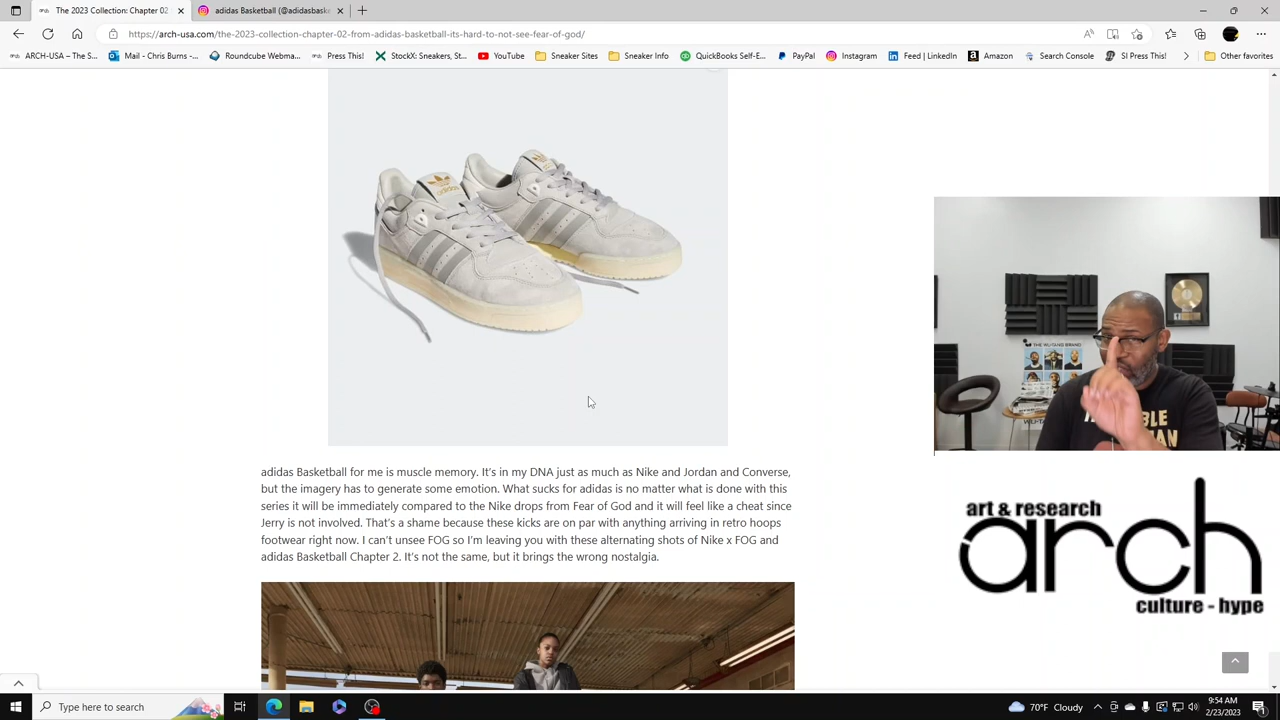 The 2023 Collection: Chapter 02
adidas Basketball (@adidasbask
https://arch-usa.com/the-2023-collection-chapter-02-from-adidas-basketball-its-hard-to-not-see-fear-of-god/
ARCH-USA – The S...
Mail - Chris Burns -...
Roundcube Webma...
Press This!
StockX: Sneakers, St...
YouTube
Sneaker Sites
Sneaker Info
QuickBooks Self-E...
PayPal
Instagram
Feed | LinkedIn
Amazon
Search Console
SI Press This!
Other favorites
adidas
THE WU-TANG BRAND
adidas Basketball for me is muscle memory. It's in my DNA just as much as Nike and Jordan and Converse,
but the imagery has to generate some emotion. What sucks for adidas is no matter what is done with this
series it will be immediately compared to the Nike drops from Fear of God and it will feel like a cheat since
Jerry is not involved. That's a shame because these kicks are on par with anything arriving in retro hoops
footwear right now. I can't unsee FOG so I'm leaving you with these alternating shots of Nike x FOG and
adidas Basketball Chapter 2. It's not the same, but it brings the wrong nostalgia.
art & research
arch
culture - hype
Type here to search
70°F Cloudy
9:54 AM
2/23/2023